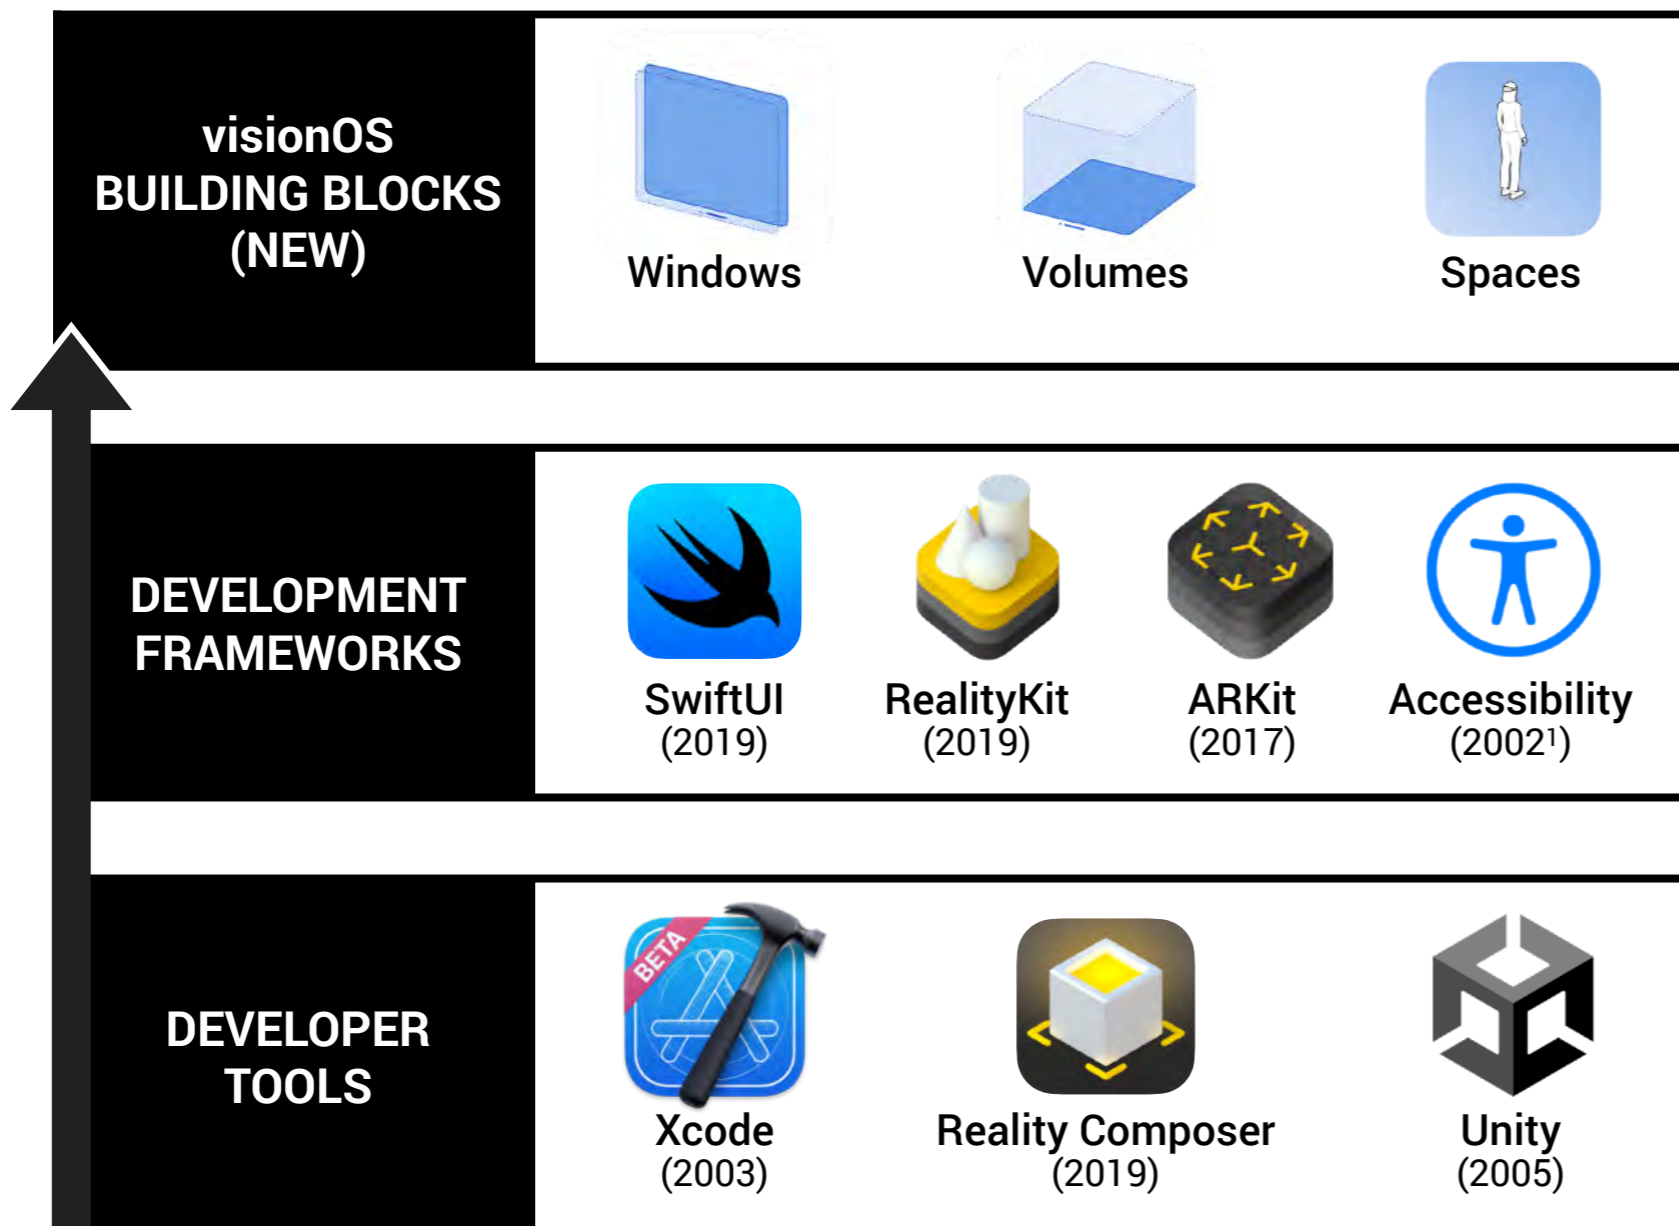 visionOS
BUILDING BLOCKS
(NEW)
Windows
Volumes
Spaces
DEVELOPMENT
FRAMEWORKS
SwiftUI
(2019)
RealityKit
(2019)
ARKit
(2017)
Accessibility
(2002¹)
DEVELOPER
TOOLS
BETA
Xcode
(2003)
Reality Composer
(2019)
Unity
(2005)